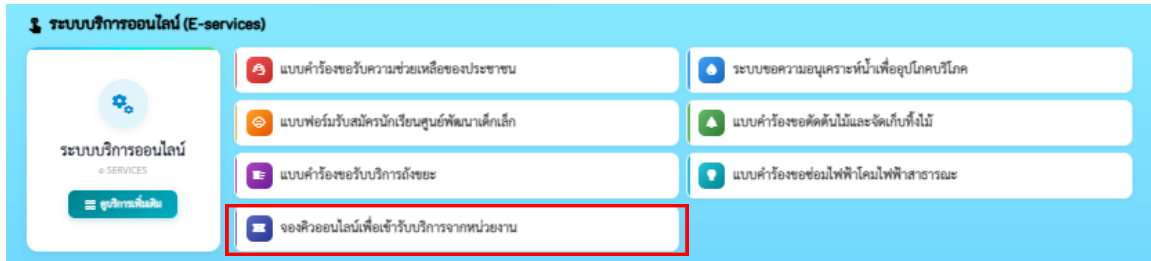 ระบบบริการออนไลน์ (E-services)
ระบบบริการออนไลน์
e-SERVICES
ดูบริการเพิ่มเติม
แบบคำร้องขอรับความช่วยเหลือของประชาชน
ระบบขอความอนุเคราะห์น้ำเพื่ออุปโภคบริโภค
แบบฟอร์มรับสมัครนักเรียนศูนย์พัฒนาเด็กเล็ก
แบบคำร้องขอตัดต้นไม้และจัดเก็บทิ้งไม้
แบบคำร้องขอรับบริการถังขยะ
แบบคำร้องขอซ่อมไฟฟ้าโคมไฟฟ้าสาธารณะ
จองคิวออนไลน์เพื่อเข้ารับบริการจากหน่วยงาน